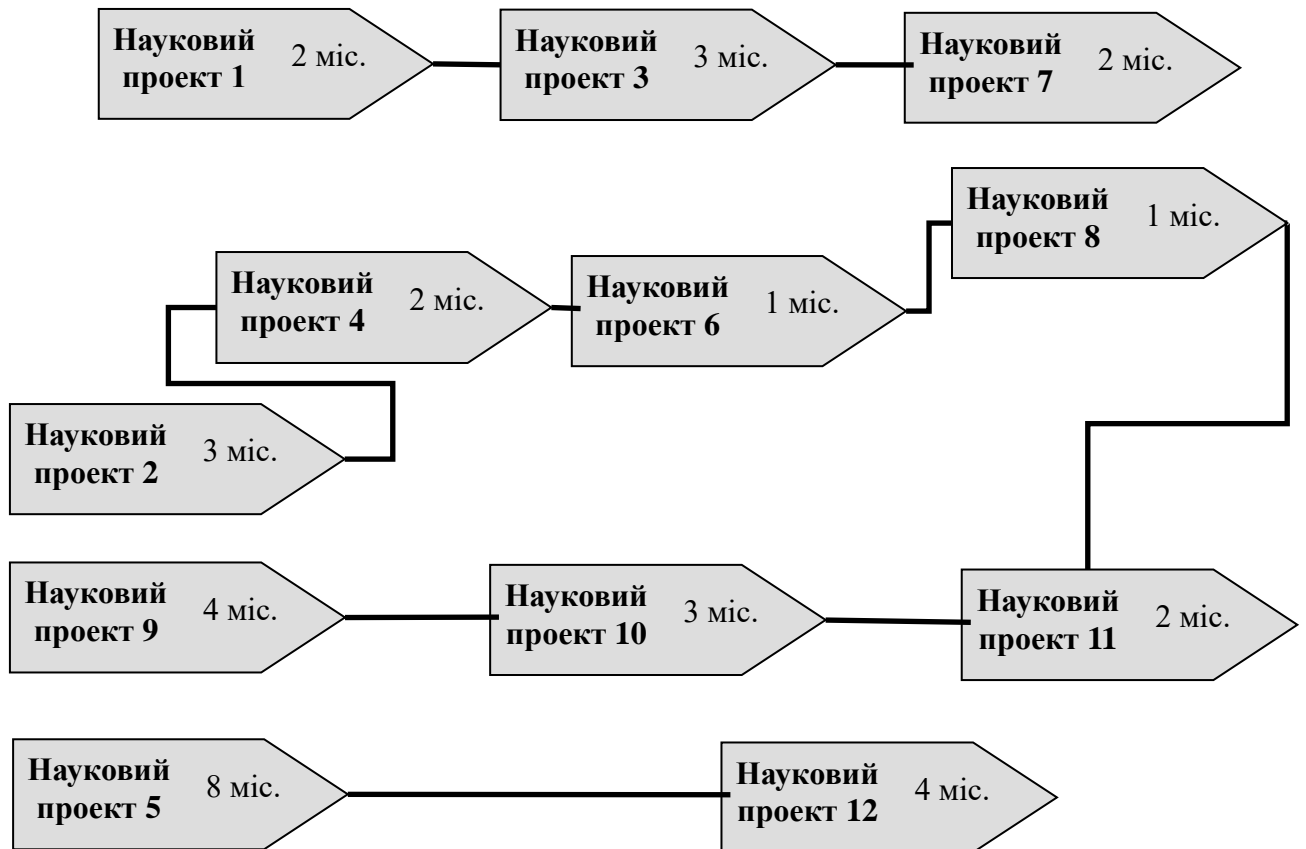 Науковий
проект 1
2 міс.
Науковий
проект 3
3 міс.
Науковий
проект 7
2 міс.
Науковий
проект 8
1 міс.
Науковий
проект 4
2 міс.
Науковий
проект 6
1 міс.
Науковий
проект 2
3 міс.
Науковий
проект 9
4 міс.
Науковий
проект 10
3 міс.
Науковий
проект 11
2 міс.
Науковий
проект 5
8 міс.
Науковий
проект 12
4 міс.